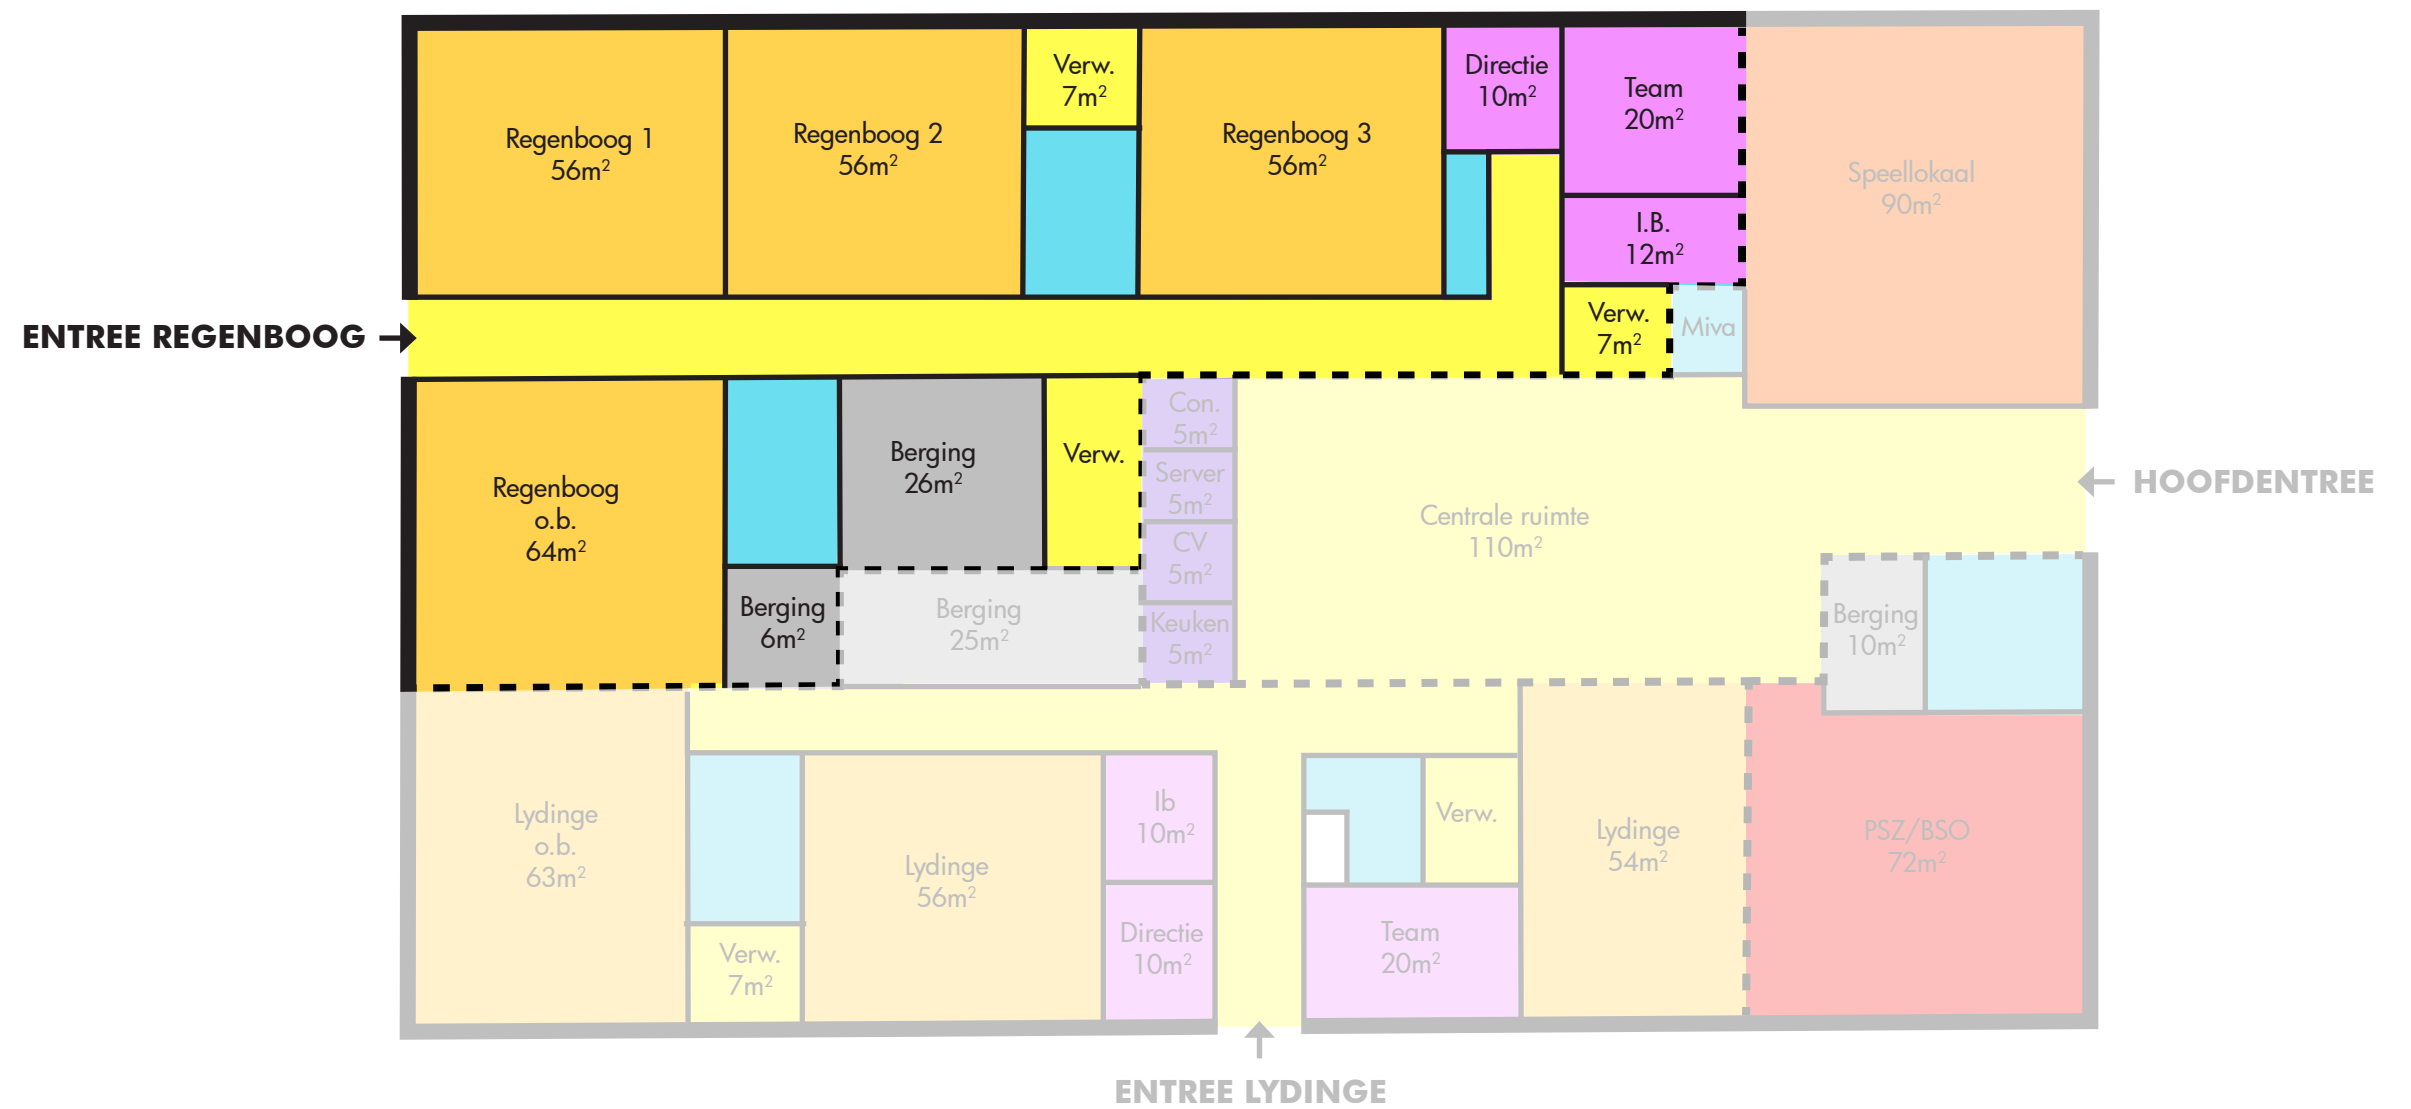 Regenboog 1
56m²
Regenboog 2
56m²
Verw.
7m²
Regenboog 3
56m²
Directie
10m²
Team
20m²
I.B.
12m²
Speellokaal
90m²
ENTREE REGENBOOG
Verw.
7m²
Miva
Regenboog
o.b.
64m²
Berging
26m²
Verw.
Con.
5m²
Server
5m²
CV
5m²
Keuken
5m²
Centrale ruimte
110m²
HOOFDENTREE
Berging
6m²
Berging
25m²
Berging
10m²
Lydinge
o.b.
63m²
Verw.
7m²
Lydinge
56m²
Ib
10m²
Directie
10m²
Verw.
Team
20m²
Lydinge
54m²
PSZ/BSO
72m²
ENTREE LYDINGE